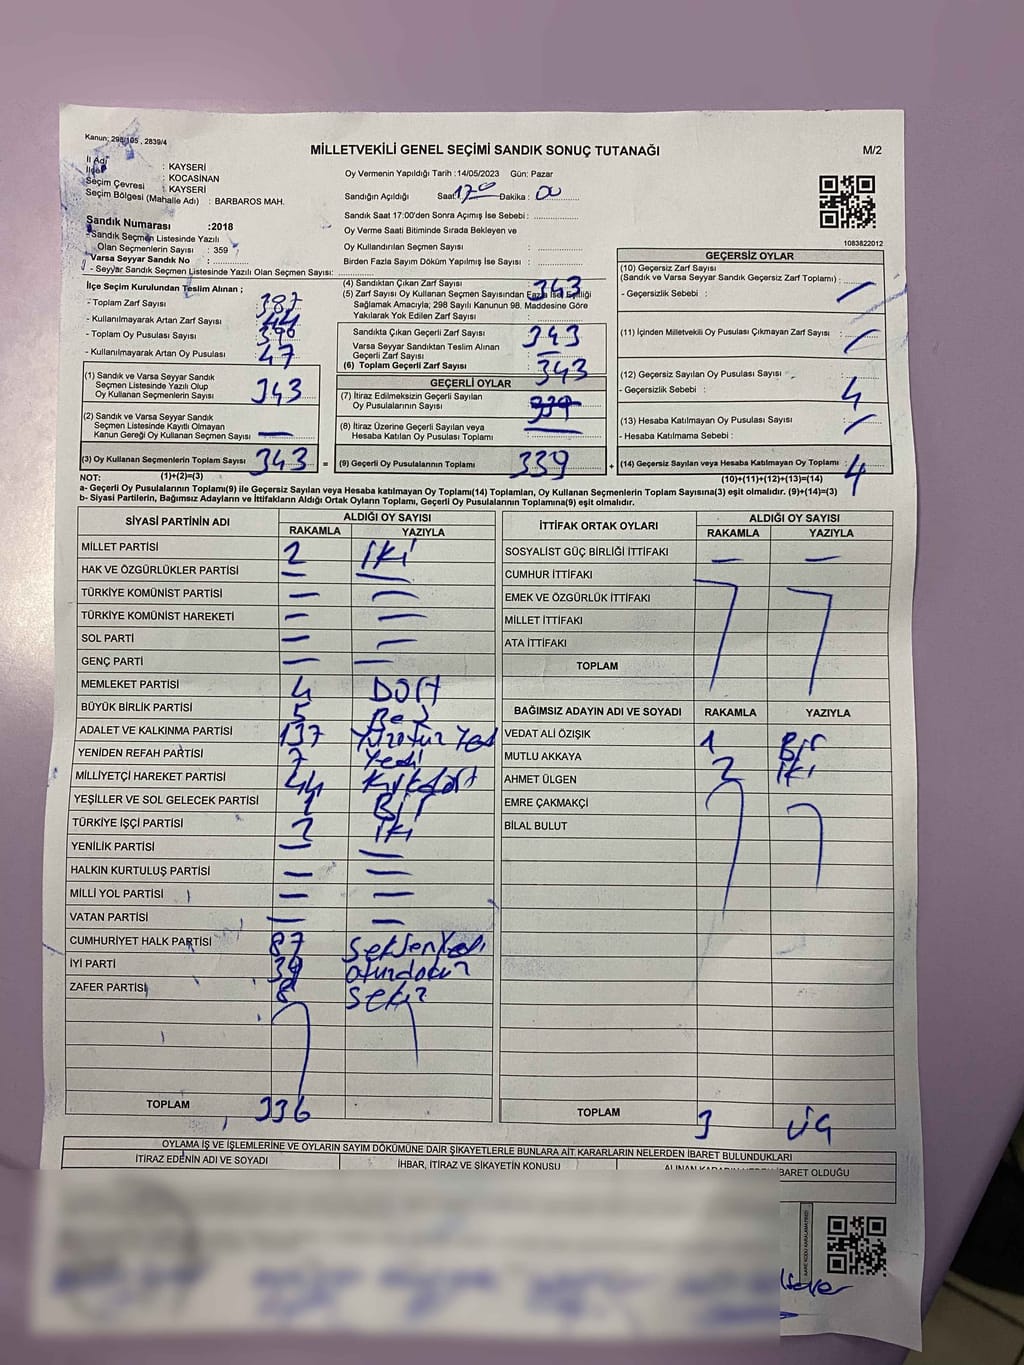 Kanun; 298/105 , 2839/4
MİLLETVEKİLİ GENEL SEÇİMİ SANDIK SONUÇ TUTANAĞI
M/2
İl Adı : KAYSERİ
İlçe : KOCASİNAN
Seçim Çevresi : KAYSERİ
Seçim Bölgesi (Mahalle Adı) : BARBAROS MAH.
Sandık Numarası :2018
- Sandık Seçmen Listesinde Yazılı
Olan Seçmenlerin Sayısı : 359
Varsa Seyyar Sandık No :
- Seyyar Sandık Seçmen Listesinde Yazılı Olan Seçmen Sayısı:
Oy Vermenin Yapıldığı Tarih :14/05/2023 Gün: Pazar
Sandığın Açıldığı Saat: 17:00 Dakika : 00
Sandık Saat 17:00'den Sonra Açılmış İse Sebebi :
Oy Verme Saati Bitiminde Sırada Bekleyen ve
Oy Kullandırılan Seçmen Sayısı :
Birden Fazla Sayım Döküm Yapılmış İse Sayısı :
1083822012
İlçe Seçim Kurulundan Teslim Alınan ;
- Toplam Zarf Sayısı : 387
- Kullanılmayarak Artan Zarf Sayısı : 44
- Toplam Oy Pusulası Sayısı :
- Kullanılmayarak Artan Oy Pusulası : 47
(1) Sandık ve Varsa Seyyar Sandık
Seçmen Listesinde Yazılı Olup
Oy Kullanan Seçmenlerin Sayısı : 343
(2) Sandık ve Varsa Seyyar Sandık
Seçmen Listesinde Kayıtlı Olmayan
Kanun Gereği Oy Kullanan Seçmen Sayısı : —
(3) Oy Kullanan Seçmenlerin Toplam Sayısı : 343
(1)+(2)=(3)
(4) Sandıktan Çıkan Zarf Sayısı : 343
(5) Zarf Sayısı Oy Kullanan Seçmen Sayısından Fazla İse, Eşitliği
Sağlamak Amacıyla; 298 Sayılı Kanunun 98. Maddesine Göre
Yakılarak Yok Edilen Zarf Sayısı :
Sandıkta Çıkan Geçerli Zarf Sayısı : 343
Varsa Seyyar Sandıktan Teslim Alınan
Geçerli Zarf Sayısı : —
(6) Toplam Geçerli Zarf Sayısı : 343
GEÇERLİ OYLAR
(7) İtiraz Edilmeksizin Geçerli Sayılan
Oy Pusulalarının Sayısı : 339
(8) İtiraz Üzerine Geçerli Sayılan veya
Hesaba Katılan Oy Pusulası Toplamı : —
= (9) Geçerli Oy Pusulalarının Toplamı : 339 +
GEÇERSİZ OYLAR
(10) Geçersiz Zarf Sayısı
(Sandık ve Varsa Seyyar Sandık Geçersiz Zarf Toplamı) : —
- Geçersizlik Sebebi :
(11) İçinden Milletvekili Oy Pusulası Çıkmayan Zarf Sayısı : —
(12) Geçersiz Sayılan Oy Pusulası Sayısı : 4
- Geçersizlik Sebebi :
(13) Hesaba Katılmayan Oy Pusulası Sayısı : —
- Hesaba Katılmama Sebebi :
(14) Geçersiz Sayılan veya Hesaba Katılmayan Oy Toplamı : 4
(10)+(11)+(12)+(13)=(14)
NOT:
a- Geçerli Oy Pusulalarının Toplamı(9) ile Geçersiz Sayılan veya Hesaba katılmayan Oy Toplamı(14) Toplamları, Oy Kullanan Seçmenlerin Toplam Sayısına(3) eşit olmalıdır. (9)+(14)=(3)
b- Siyasi Partilerin, Bağımsız Adayların ve İttifakların Aldığı Ortak Oyların Toplamı, Geçerli Oy Pusulalarının Toplamına(9) eşit olmalıdır.
SİYASİ PARTİNİN ADI ALDIĞI OY SAYISI
RAKAMLA YAZIYLA
MİLLET PARTİSİ 2 iki
HAK VE ÖZGÜRLÜKLER PARTİSİ — —
TÜRKİYE KOMÜNİST PARTİSİ — —
TÜRKİYE KOMÜNİST HAREKETİ — —
SOL PARTİ — —
GENÇ PARTİ — —
MEMLEKET PARTİSİ 4 Dört
BÜYÜK BİRLİK PARTİSİ 5 Beş
ADALET VE KALKINMA PARTİSİ 137 Yüzotuz Yedi
YENİDEN REFAH PARTİSİ 7 Yedi
MİLLİYETÇİ HAREKET PARTİSİ 44 Kırkdört
YEŞİLLER VE SOL GELECEK PARTİSİ 1 Bir
TÜRKİYE İŞÇİ PARTİSİ 2 iki
YENİLİK PARTİSİ — —
HALKIN KURTULUŞ PARTİSİ — —
MİLLİ YOL PARTİSİ — —
VATAN PARTİSİ — —
CUMHURİYET HALK PARTİSİ 87 SeksenYedi
İYİ PARTİ 39 otuzdokuz
ZAFER PARTİSİ 8 Sekiz
TOPLAM 336
İTTİFAK ORTAK OYLARI ALDIĞI OY SAYISI
RAKAMLA YAZIYLA
SOSYALİST GÜÇ BİRLİĞİ İTTİFAKI — —
CUMHUR İTTİFAKI
EMEK VE ÖZGÜRLÜK İTTİFAKI
MİLLET İTTİFAKI
ATA İTTİFAKI
TOPLAM
BAĞIMSIZ ADAYIN ADI VE SOYADI RAKAMLA YAZIYLA
VEDAT ALİ ÖZIŞIK 1 Bir
MUTLU AKKAYA 2 iki
AHMET ÜLGEN
EMRE ÇAKMAKÇİ
BİLAL BULUT
TOPLAM 3 üç
OYLAMA İŞ VE İŞLEMLERİNE VE OYLARIN SAYIM DÖKÜMÜNE DAİR ŞİKAYETLERLE BUNLARA AİT KARARLARIN NELERDEN İBARET BULUNDUKLARI
İTİRAZ EDENİN ADI VE SOYADI İHBAR, İTİRAZ VE ŞİKAYETİN KONUSU ALINAN KARARIN NEDEN İBARET OLDUĞU